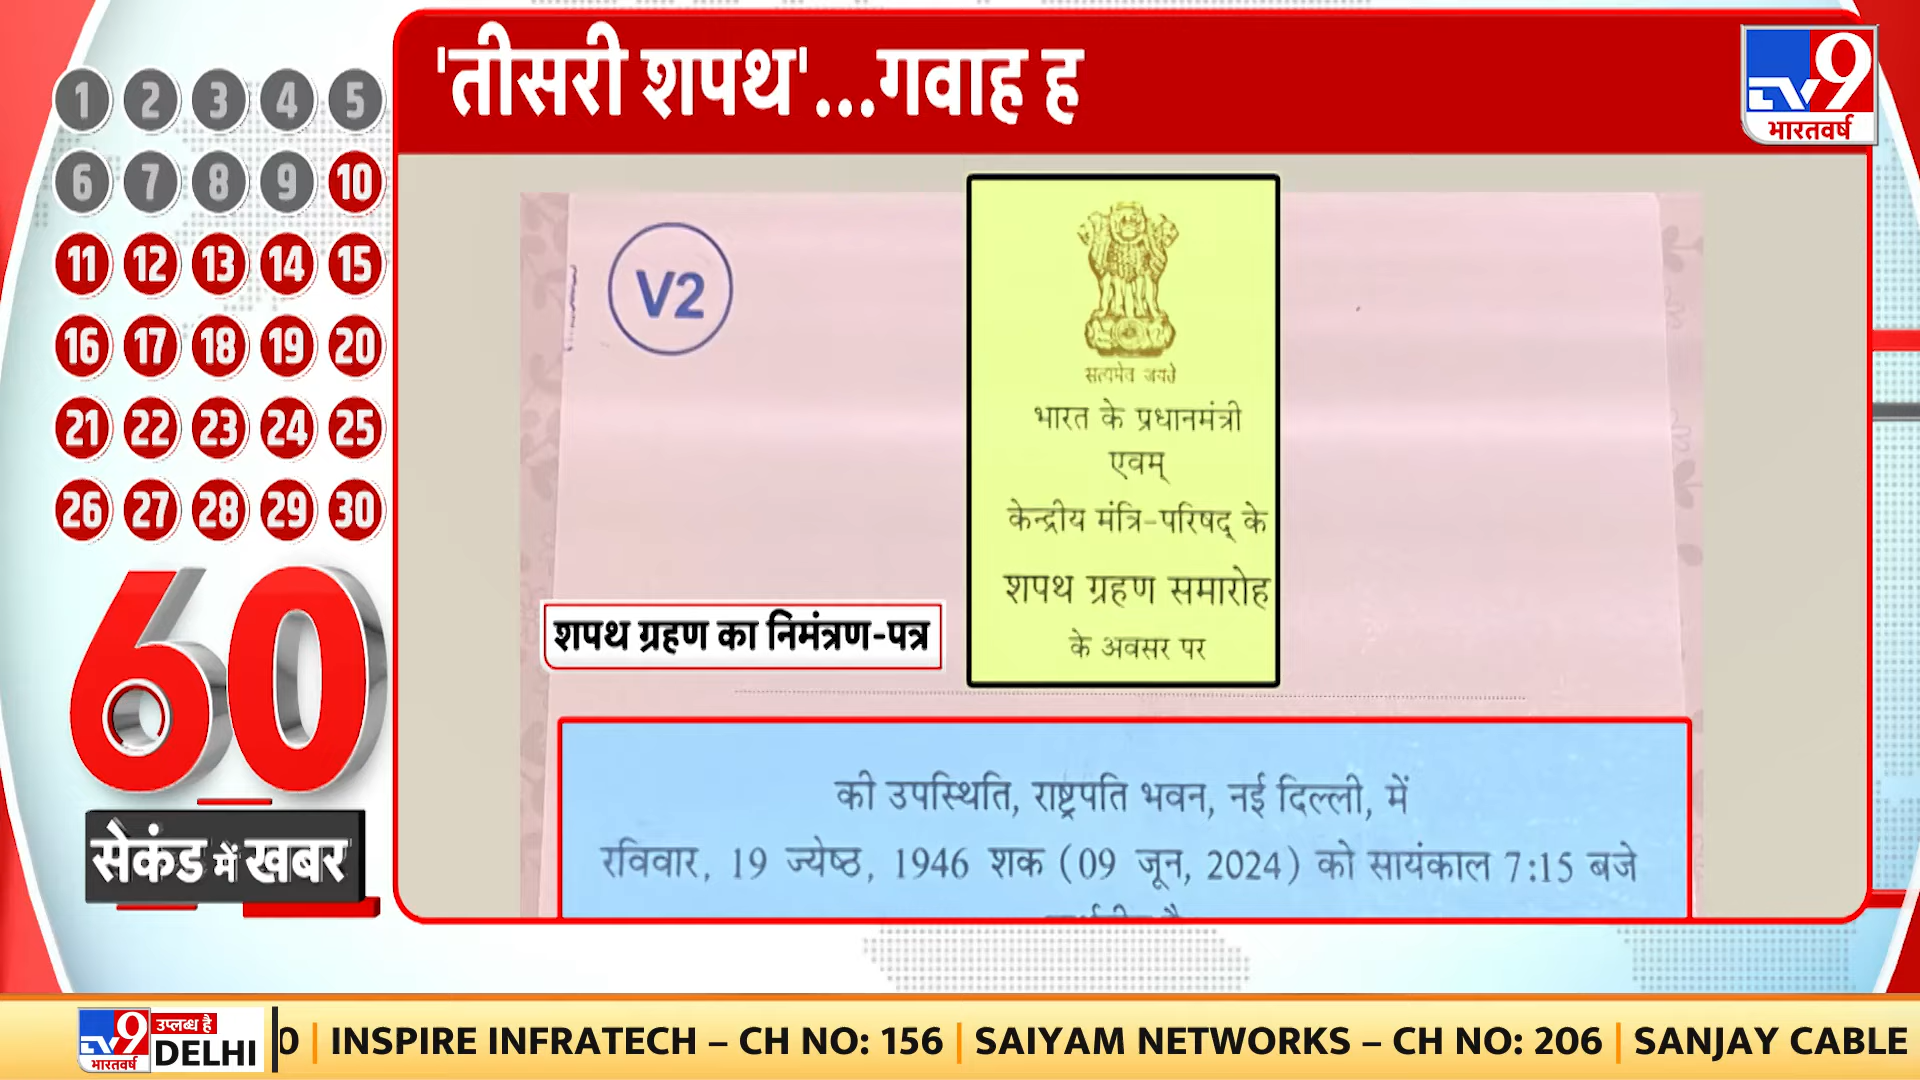 'तीसरी शपथ'...गवाह ह
TV9
भारतवर्ष
1 2 3 4 5
6 7 8 9 10
11 12 13 14 15
16 17 18 19 20
21 22 23 24 25
26 27 28 29 30
60
सेकंड में खबर
V2
सत्यमेव जयते
भारत के प्रधानमंत्री
एवम्
केन्द्रीय मंत्रि-परिषद् के
शपथ ग्रहण समारोह
के अवसर पर
शपथ ग्रहण का निमंत्रण-पत्र
की उपस्थिति, राष्ट्रपति भवन, नई दिल्ली, में
रविवार, 19 ज्येष्ठ, 1946 शक (09 जून, 2024) को सायंकाल 7:15 बजे
TV9
भारतवर्ष
उपलब्ध है
DELHI
0 | INSPIRE INFRATECH – CH NO: 156 | SAIYAM NETWORKS – CH NO: 206 | SANJAY CABLE